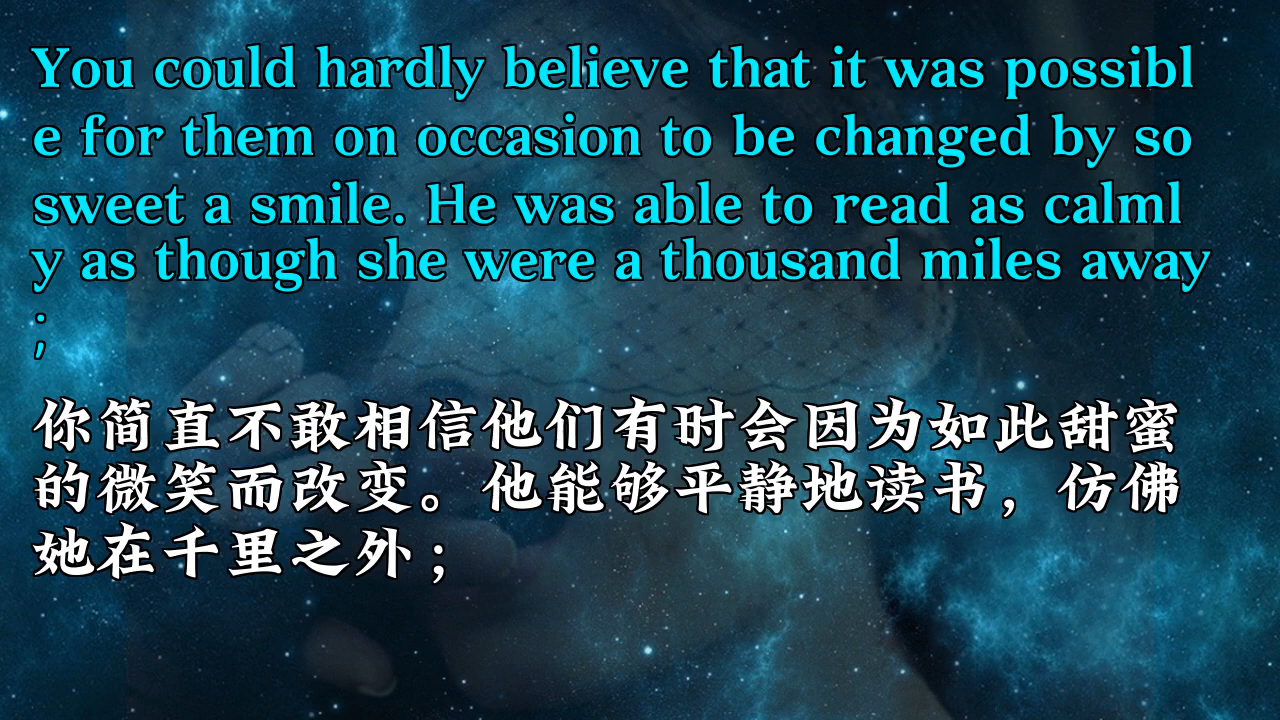 You could hardly believe that it was possibl
e for them on occasion to be changed by so
sweet a smile. He was able to read as calml
y as though she were a thousand miles away
;
你简直不敢相信他们有时会因为如此甜蜜
的微笑而改变。他能够平静地读书，仿佛
她在千里之外；